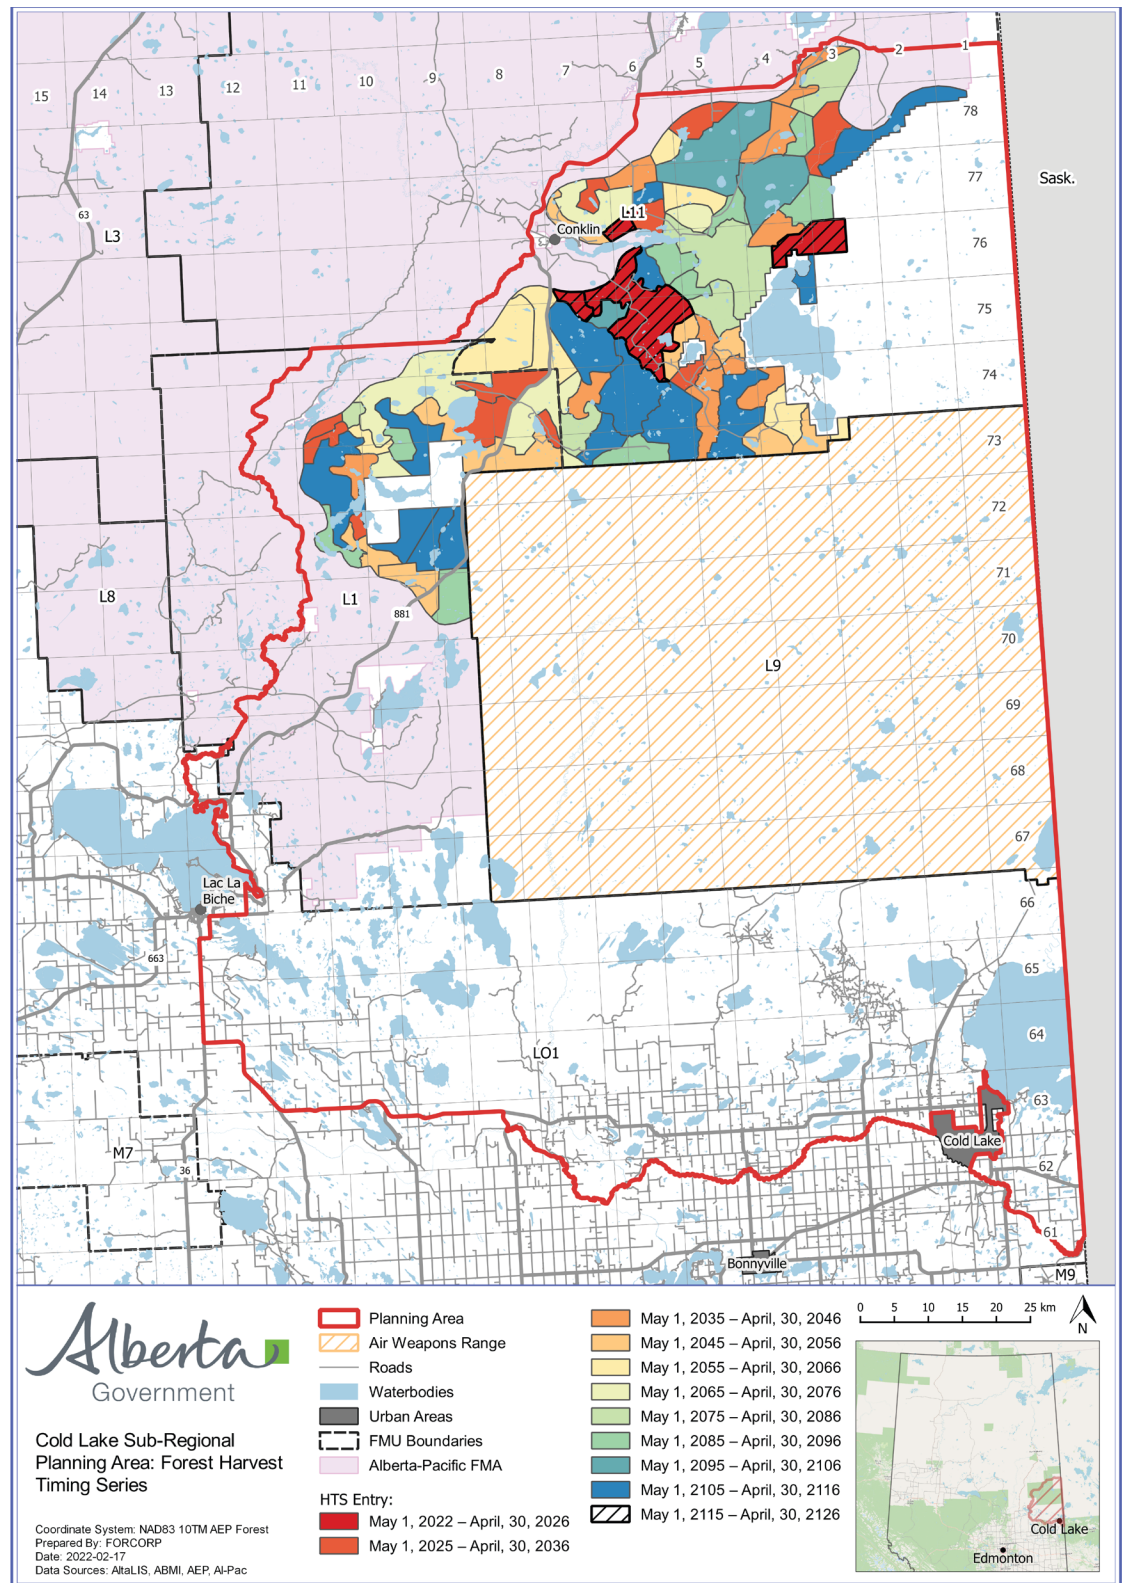 15
14
13
12
11
10
9
8
7
6
5
4
3
2
1
78
77
Sask.
63
L3
L11
Conklin
76
75
74
73
72
71
L8
L1
881
70
L9
69
68
67
Lac La
Biche
66
663
65
64
LO1
63
Cold Lake
M7
36
62
61
Bonnyville
M9
Alberta
Government
Cold Lake Sub-Regional
Planning Area: Forest Harvest
Timing Series
Coordinate System: NAD83 10TM AEP Forest
Prepared By: FORCORP
Date: 2022-02-17
Data Sources: AltaLIS, ABMI, AEP, Al-Pac
Planning Area
Air Weapons Range
Roads
Waterbodies
Urban Areas
FMU Boundaries
Alberta-Pacific FMA
HTS Entry:
May 1, 2022 – April, 30, 2026
May 1, 2025 – April, 30, 2036
May 1, 2035 – April, 30, 2046
May 1, 2045 – April, 30, 2056
May 1, 2055 – April, 30, 2066
May 1, 2065 – April, 30, 2076
May 1, 2075 – April, 30, 2086
May 1, 2085 – April, 30, 2096
May 1, 2095 – April, 30, 2106
May 1, 2105 – April, 30, 2116
May 1, 2115 – April, 30, 2126
0 5 10 15 20 25 km
N
Cold Lake
Edmonton